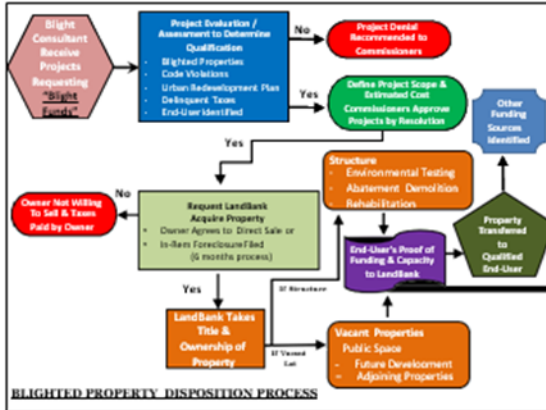 Blight
Consultant
Receive
Projects
Requesting
"Blight
Funds"
Project Evaluation /
Assessment to Determine
Qualification
- Blighted Properties
- Code Violations
- Urban Redevelopment Plan
- Delinquent Taxes
- End-User Identified
No
Project Denial
Recommended to
Commissioners
Yes
Define Project Scope &
Estimated Cost
Commissioners Approve
Projects by Resolution
Other
Funding
Sources
Identified
Yes
Structure
- Environmental Testing
- Abatement Demolition
- Rehabilitation
No
Owner Not Willing
To Sell & Taxes
Paid by Owner
Request LandBank
Acquire Property
• Owner Agrees to Direct Sale or
• In-Rem Foreclosure Filed
(6 months process)
End-User's Proof of
Funding & Capacity
to LandBank
Property
Transferred
to
Qualified
End-User
Yes
If Structure
LandBank Takes
Title &
Ownership of
Property
If Vacant
Lot
Vacant Properties
Public Space
- Future Development
- Adjoining Properties
BLIGHTED PROPERTY DISPOSITION PROCESS